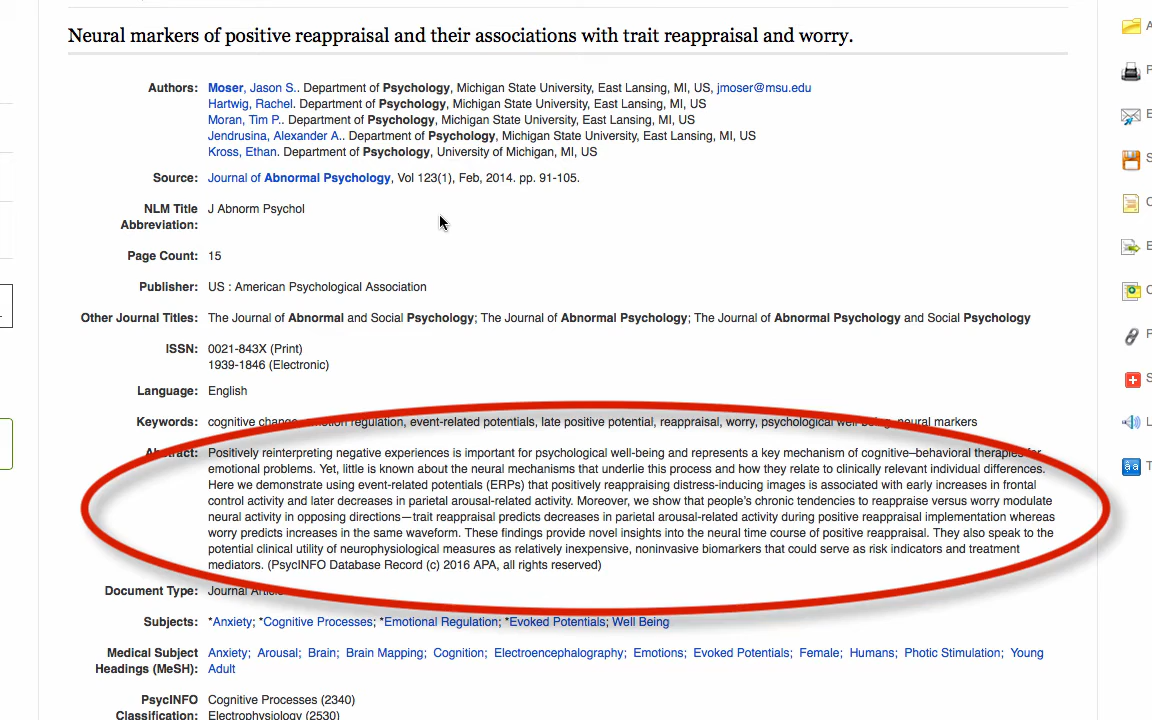 Neural markers of positive reappraisal and their associations with trait reappraisal and worry.
Authors: Moser, Jason S.. Department of Psychology, Michigan State University, East Lansing, MI, US, jmoser@msu.edu
Hartwig, Rachel. Department of Psychology, Michigan State University, East Lansing, MI, US
Moran, Tim P.. Department of Psychology, Michigan State University, East Lansing, MI, US
Jendrusina, Alexander A.. Department of Psychology, Michigan State University, East Lansing, MI, US
Kross, Ethan. Department of Psychology, University of Michigan, MI, US
Source: Journal of Abnormal Psychology, Vol 123(1), Feb, 2014. pp. 91-105.
NLM Title J Abnorm Psychol
Abbreviation:
Page Count: 15
Publisher: US : American Psychological Association
Other Journal Titles: The Journal of Abnormal and Social Psychology; The Journal of Abnormal Psychology; The Journal of Abnormal Psychology and Social Psychology
ISSN: 0021-843X (Print)
1939-1846 (Electronic)
Language: English
Keywords: cognitive change, emotion regulation, event-related potentials, late positive potential, reappraisal, worry, psychological well-being, neural markers
Abstract: Positively reinterpreting negative experiences is important for psychological well-being and represents a key mechanism of cognitive–behavioral therapies for
emotional problems. Yet, little is known about the neural mechanisms that underlie this process and how they relate to clinically relevant individual differences.
Here we demonstrate using event-related potentials (ERPs) that positively reappraising distress-inducing images is associated with early increases in frontal
control activity and later decreases in parietal arousal-related activity. Moreover, we show that people's chronic tendencies to reappraise versus worry modulate
neural activity in opposing directions—trait reappraisal predicts decreases in parietal arousal-related activity during positive reappraisal implementation whereas
worry predicts increases in the same waveform. These findings provide novel insights into the neural time course of positive reappraisal. They also speak to the
potential clinical utility of neurophysiological measures as relatively inexpensive, noninvasive biomarkers that could serve as risk indicators and treatment
mediators. (PsycINFO Database Record (c) 2016 APA, all rights reserved)
Document Type: Journal Article
Subjects: *Anxiety; *Cognitive Processes; *Emotional Regulation; *Evoked Potentials; Well Being
Medical Subject Anxiety; Arousal; Brain; Brain Mapping; Cognition; Electroencephalography; Emotions; Evoked Potentials; Female; Humans; Photic Stimulation; Young
Headings (MeSH): Adult
PsycINFO Cognitive Processes (2340)
Classification: Electrophysiology (2530)